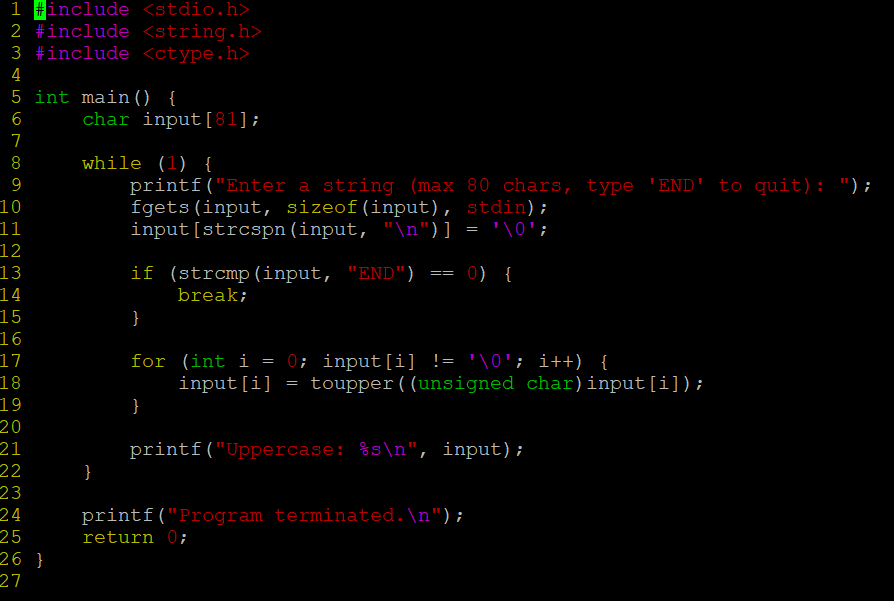 1 #include <stdio.h>
2 #include <string.h>
3 #include <ctype.h>
4
5 int main() {
6     char input[81];
7
8     while (1) {
9         printf("Enter a string (max 80 chars, type 'END' to quit): ");
10         fgets(input, sizeof(input), stdin);
11         input[strcspn(input, "\n")] = '\0';
12
13         if (strcmp(input, "END") == 0) {
14             break;
15         }
16
17         for (int i = 0; input[i] != '\0'; i++) {
18             input[i] = toupper((unsigned char)input[i]);
19         }
20
21         printf("Uppercase: %s\n", input);
22     }
23
24     printf("Program terminated.\n");
25     return 0;
26 }
27